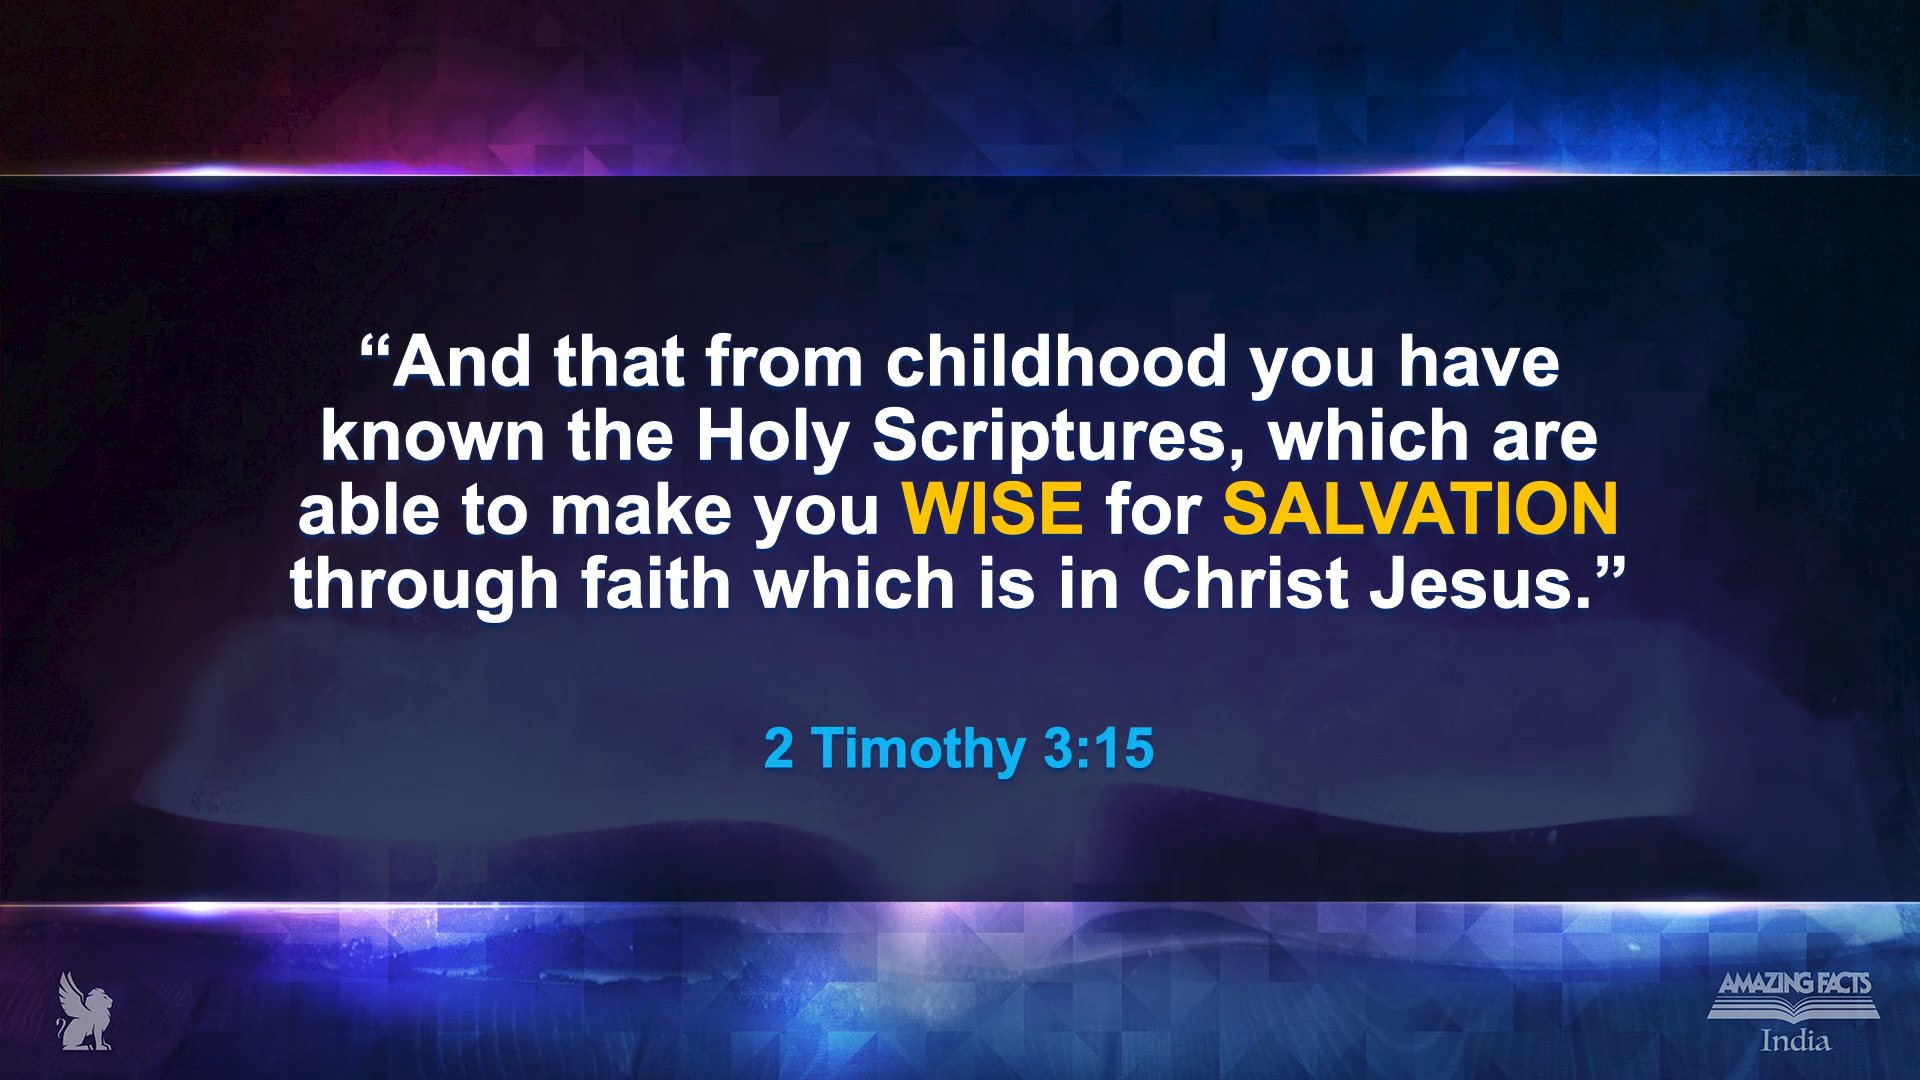 “And that from childhood you have
known the Holy Scriptures, which are
able to make you WISE for SALVATION
through faith which is in Christ Jesus.”
2 Timothy 3:15
AMAZING FACTS
India